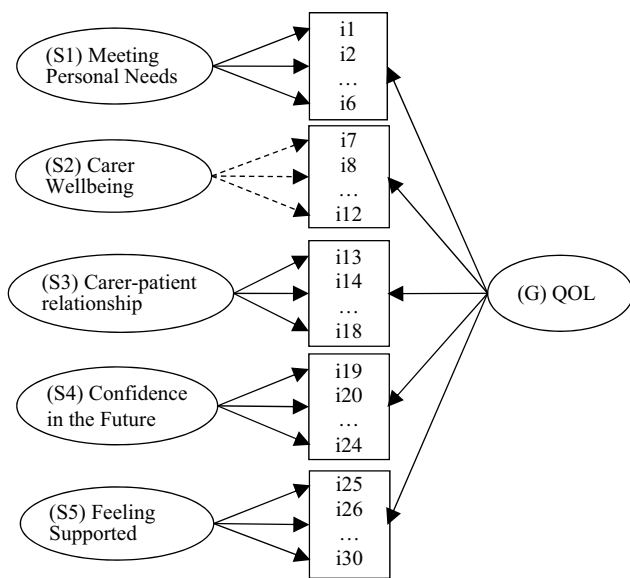 (S1) Meeting
Personal Needs
i1
i2
…
i6
(S2) Carer
Wellbeing
i7
i8
…
i12
(S3) Carer-patient
relationship
i13
i14
…
i18
(G) QOL
(S4) Confidence
in the Future
i19
i20
…
i24
(S5) Feeling
Supported
i25
i26
…
i30